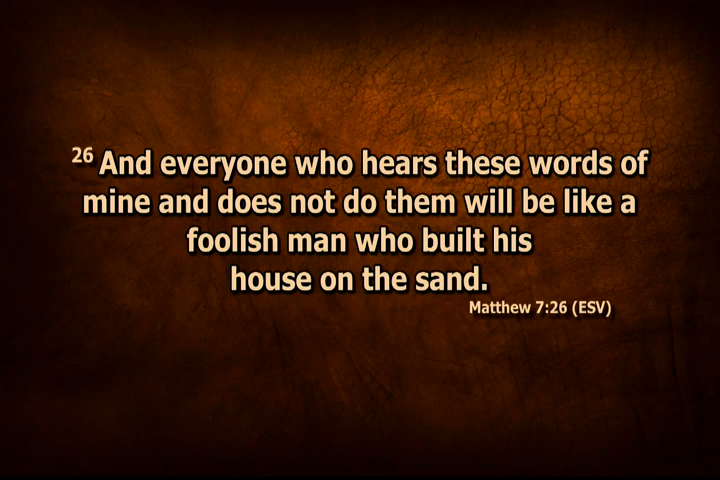 26 And everyone who hears these words of
mine and does not do them will be like a
foolish man who built his
house on the sand.
Matthew 7:26 (ESV)